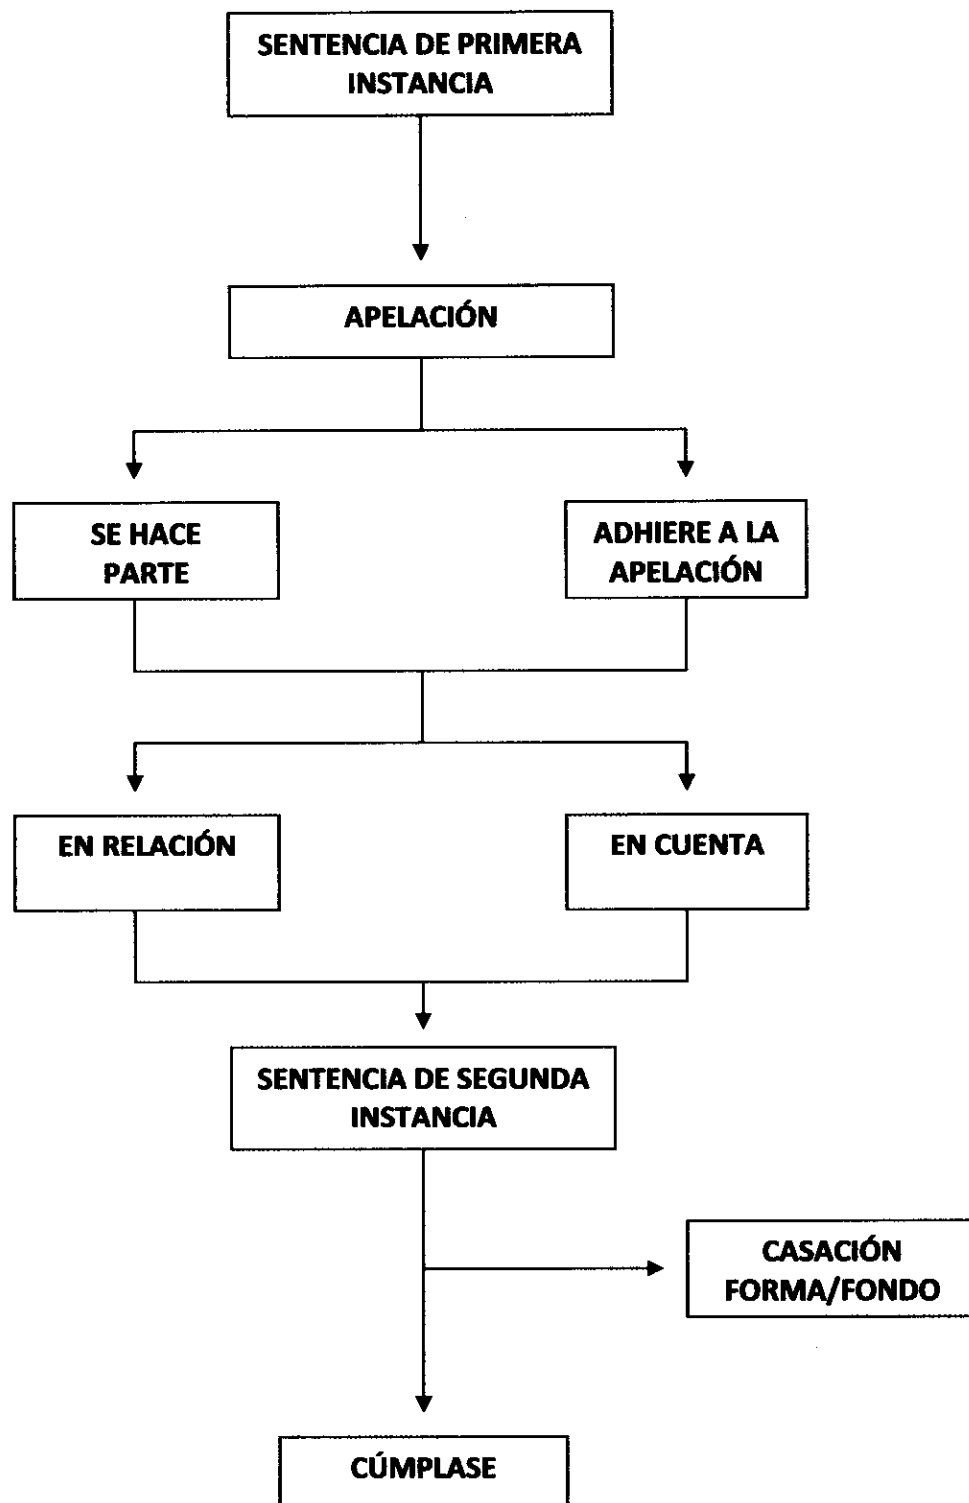 SENTENCIA DE PRIMERA
INSTANCIA
APELACIÓN
SE HACE
PARTE
ADHIERE A LA
APELACIÓN
EN RELACIÓN
EN CUENTA
SENTENCIA DE SEGUNDA
INSTANCIA
CASACIÓN
FORMA/FONDO
CÚMPLASE